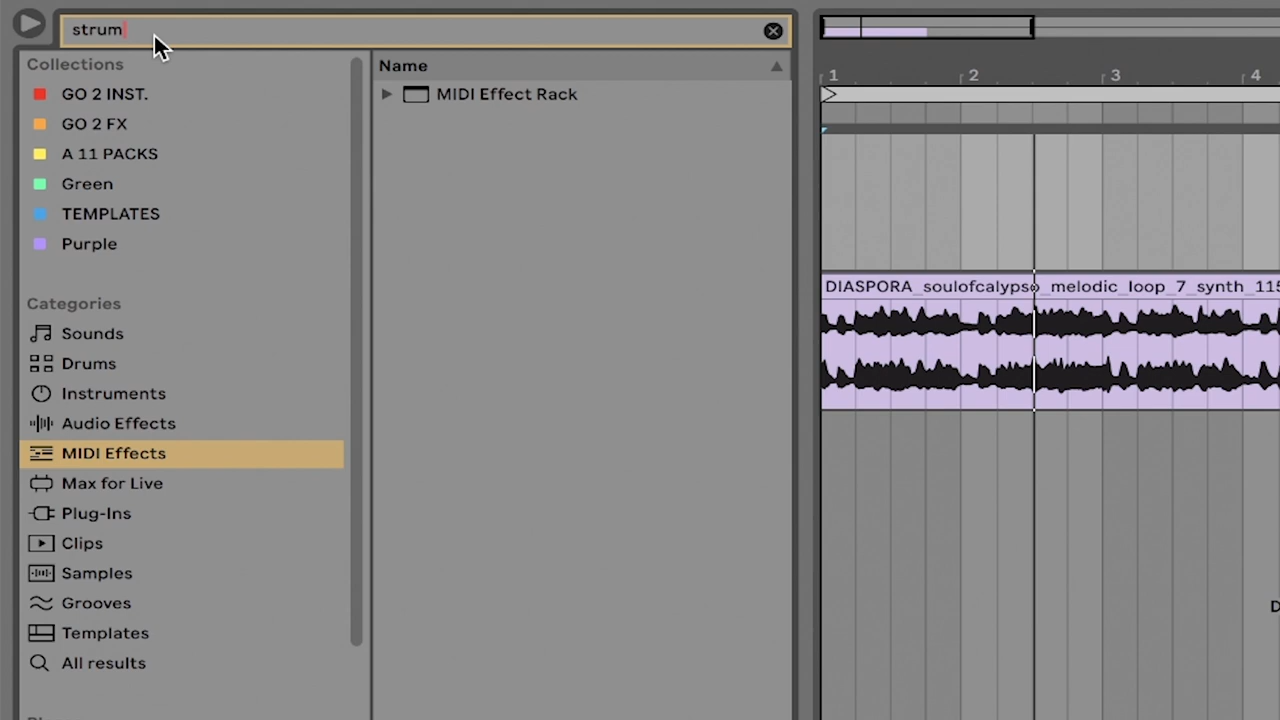 strum
Collections
GO 2 INST.
GO 2 FX
A 11 PACKS
Green
TEMPLATES
Purple
Categories
Sounds
Drums
Instruments
Audio Effects
MIDI Effects
Max for Live
Plug-Ins
Clips
Samples
Grooves
Templates
All results
Name
MIDI Effect Rack
1 2 3 4
DIASPORA_soulofcalypso_melodic_loop_7_synth_115
D